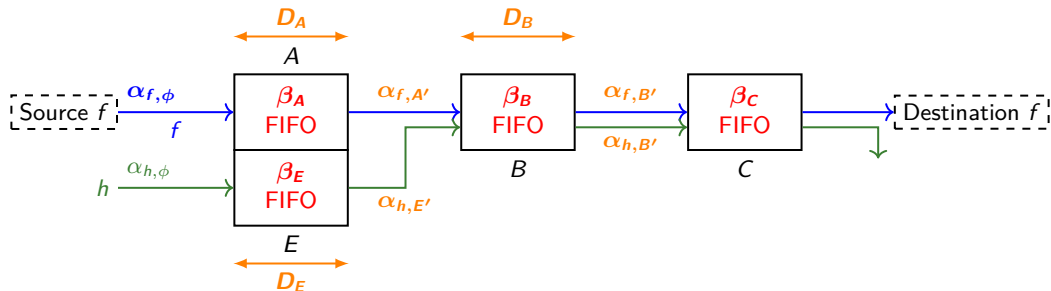 D_A D_B
A
Source f α_{f,ϕ} f β_A FIFO α_{f,A′} β_B FIFO α_{f,B′} β_C FIFO Destination f
h α_{h,ϕ} β_E FIFO α_{h,E′} B α_{h,B′} C
E
D_E